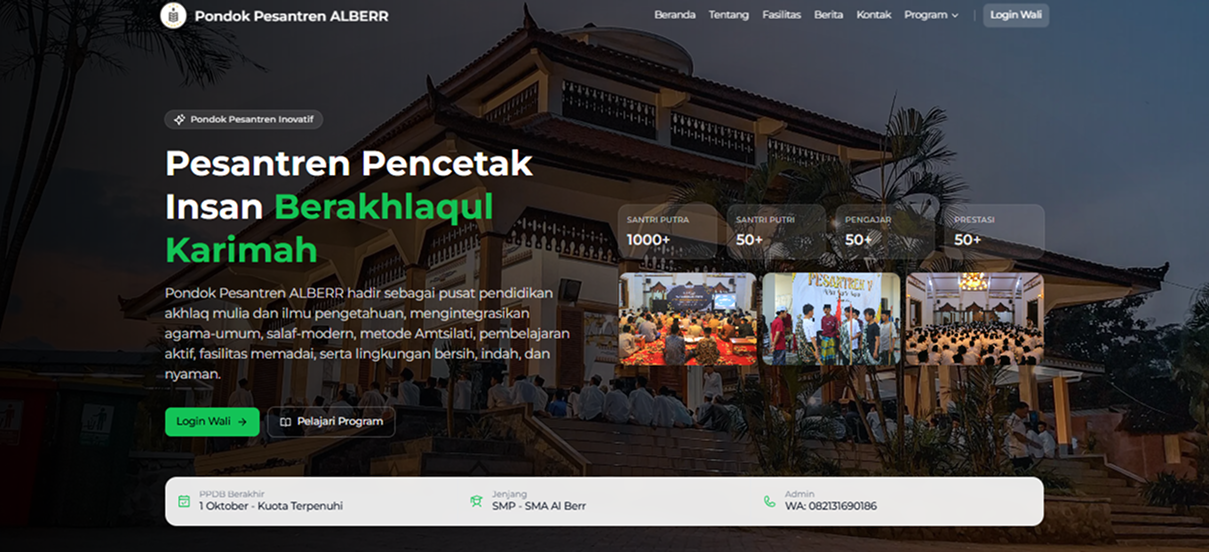 Pondok Pesantren ALBERR
Beranda Tentang Fasilitas Berita Kontak Program Login Wali
Pondok Pesantren Inovatif
Pesantren Pencetak
Insan Berakhlaqul
Karimah
Pondok Pesantren ALBERR hadir sebagai pusat pendidikan
akhlaq mulia dan ilmu pengetahuan, mengintegrasikan
agama-umum, salaf-modern, metode Amtsilati, pembelajaran
aktif, fasilitas memadai, serta lingkungan bersih, indah, dan
nyaman.
Login Wali → Pelajari Program
SANTRI PUTRA SANTRI PUTRI PENGAJAR PRESTASI
1000+ 50+ 50+ 50+
PESANTREN
PPDB Berakhir Jenjang Admin
1 Oktober - Kuota Terpenuhi SMP - SMA Al Berr WA: 082131690186